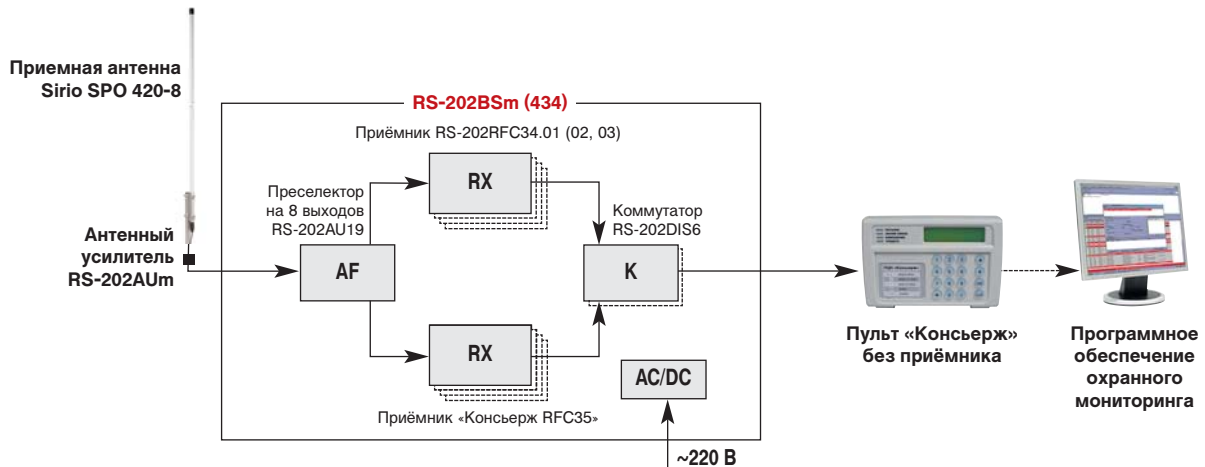 Приемная антенна
Sirio SPO 420-8
RS-202BSm (434)
Приёмник RS-202RFC34.01 (02, 03)
RX
Преселектор
на 8 выходов
RS-202AU19
Коммутатор
RS-202DIS6
Антенный
усилитель
RS-202AUm
AF
K
RX
Приёмник «Консьерж RFC35»
AC/DC
~220 В
Пульт «Консьерж»
без приёмника
Программное
обеспечение
охранного
мониторинга